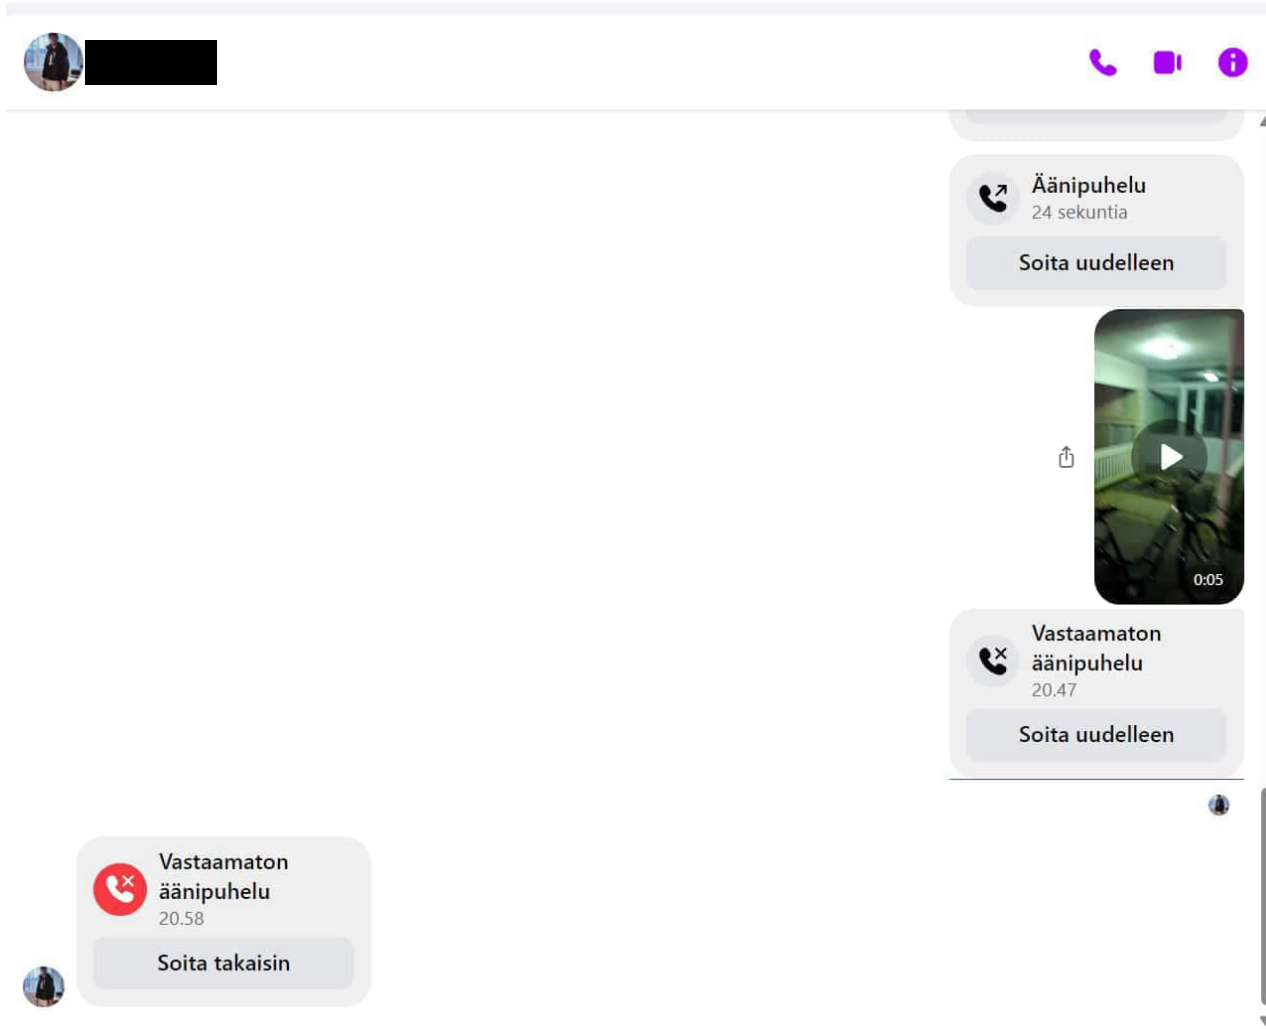 Äänipuhelu
24 sekuntia
Soita uudelleen
0:05
Vastaamaton
äänipuhelu
20.47
Soita uudelleen
Vastaamaton
äänipuhelu
20.58
Soita takaisin